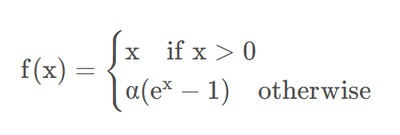 f(x) = { x if x > 0
α(eˣ − 1) otherwise